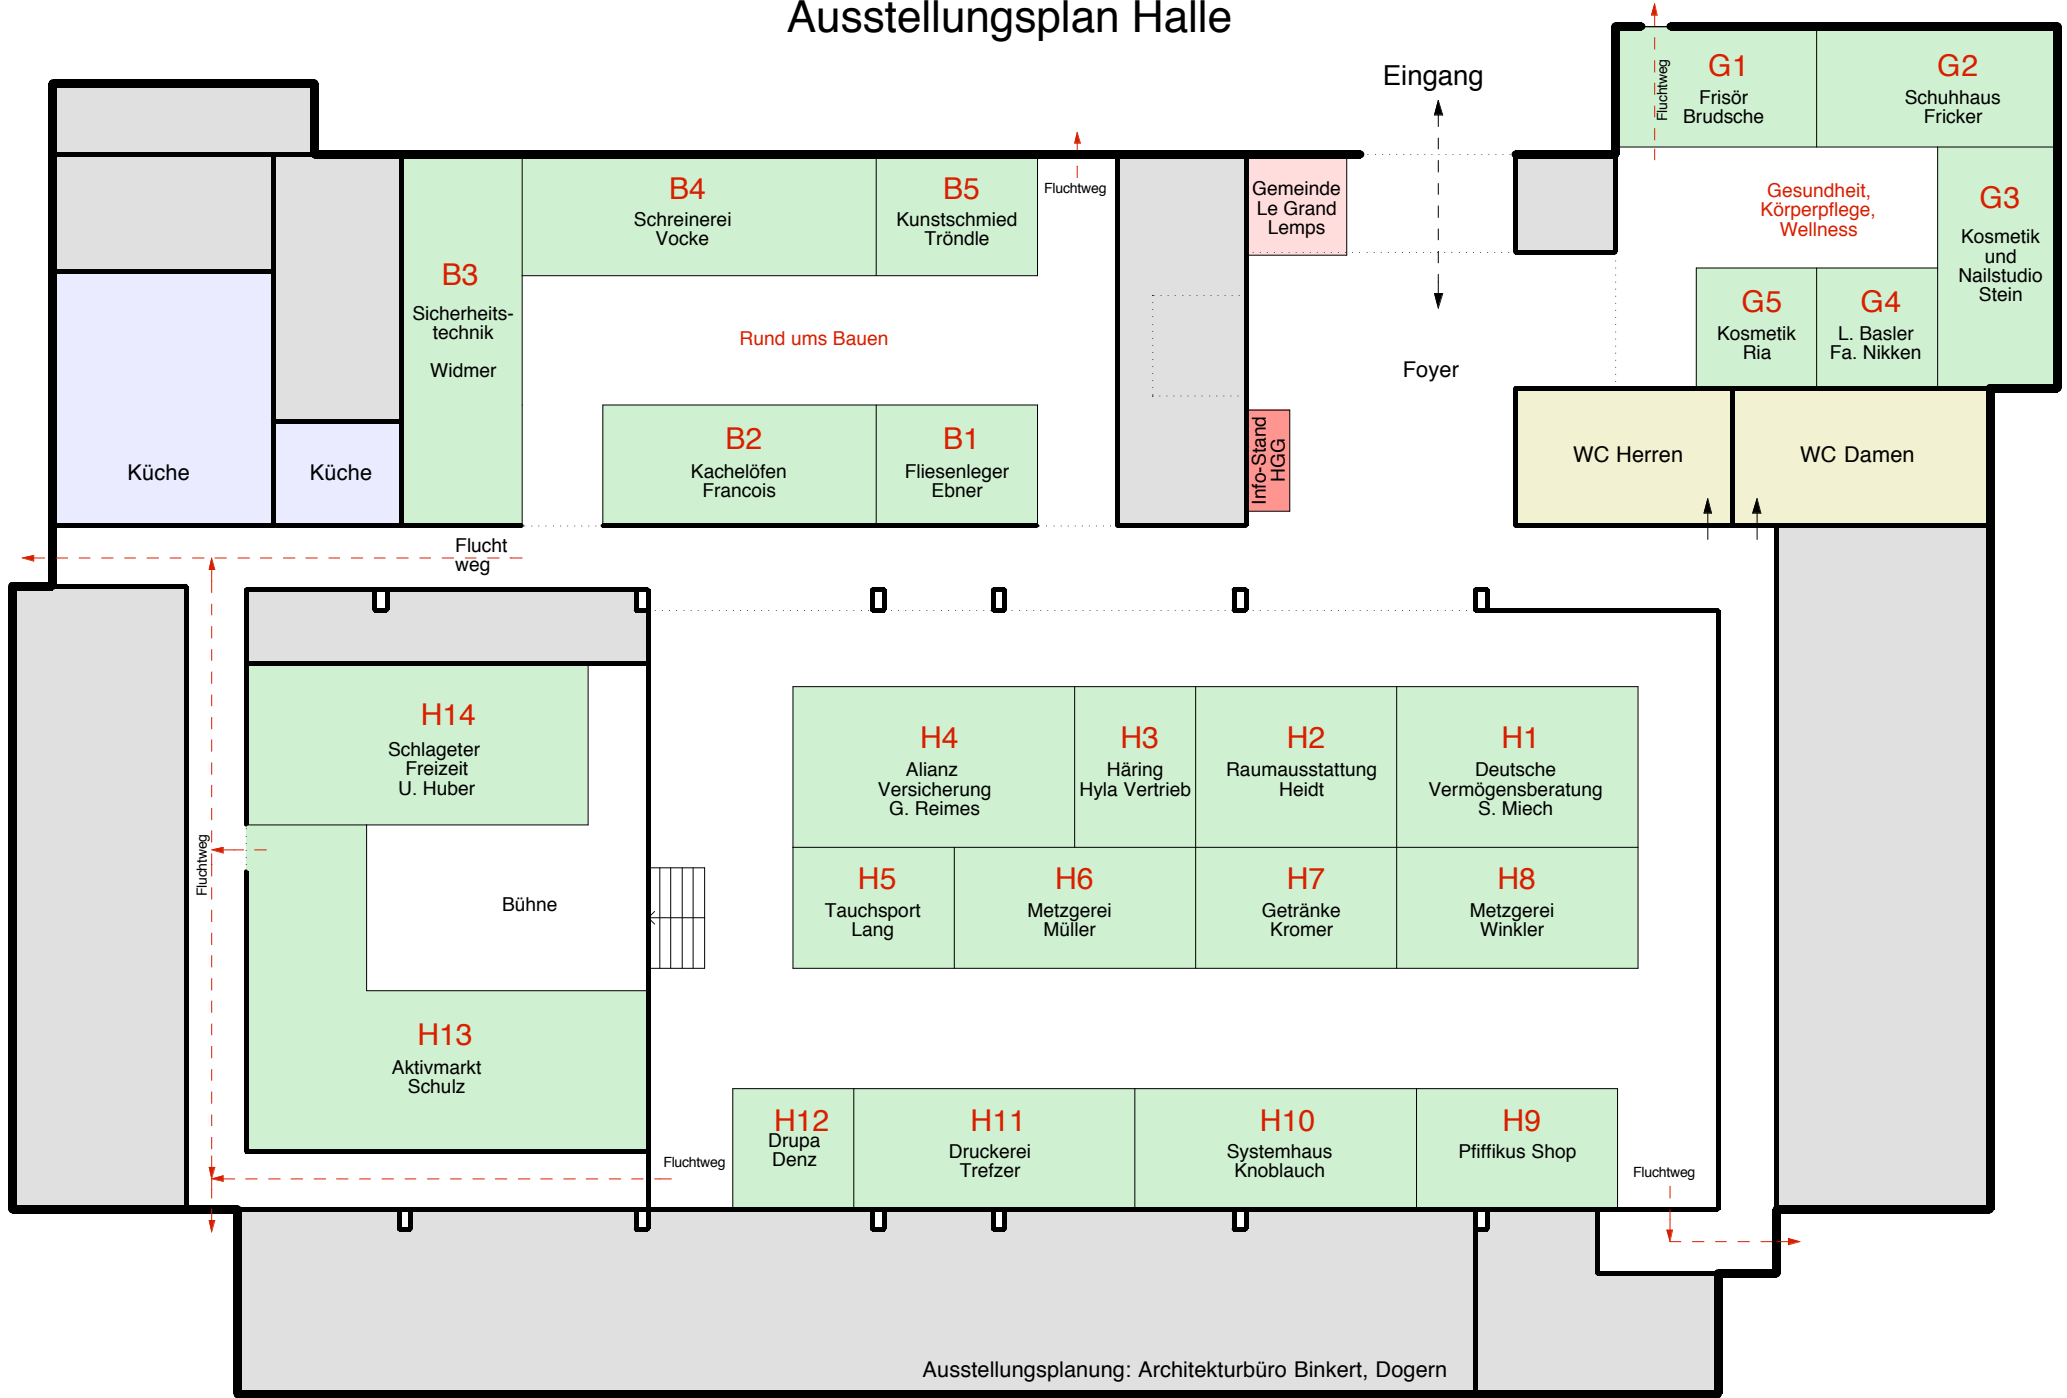 Ausstellungsplan Halle
Eingang
Fluchtweg
G1
Frisör
Brudsche
G2
Schuhhaus
Fricker
B3
Sicherheits-
technik
Widmer
B4
Schreinerei
Vocke
B5
Kunstschmied
Tröndle
Fluchtweg
Gemeinde
Le Grand
Lemps
Gesundheit,
Körperpflege,
Wellness
G3
Kosmetik
und
Nailstudio
Stein
G5
Kosmetik
Ria
G4
L. Basler
Fa. Nikken
Rund ums Bauen
Foyer
Küche
Küche
B2
Kachelöfen
Francois
B1
Fliesenleger
Ebner
Info-Stand
HGG
WC Herren
WC Damen
Flucht
weg
H14
Schlageter
Freizeit
U. Huber
H4
Alianz
Versicherung
G. Reimes
H3
Häring
Hyla Vertrieb
H2
Raumausstattung
Heidt
H1
Deutsche
Vermögensberatung
S. Miech
Fluchtweg
Bühne
H5
Tauchsport
Lang
H6
Metzgerei
Müller
H7
Getränke
Kromer
H8
Metzgerei
Winkler
H13
Aktivmarkt
Schulz
Fluchtweg
H12
Drupa
Denz
H11
Druckerei
Trefzer
H10
Systemhaus
Knoblauch
H9
Pfiffikus Shop
Fluchtweg
Ausstellungsplanung: Architekturbüro Binkert, Dogern